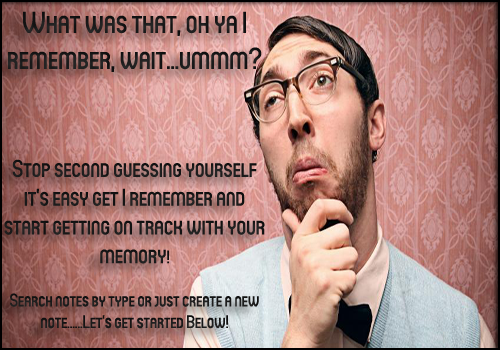 What was that, oh ya I
remember, wait...ummm?
Stop second guessing yourself
it's easy get I remember and
start getting on track with your
memory!
Search notes by type or just create a new
note......Let's get started Below!